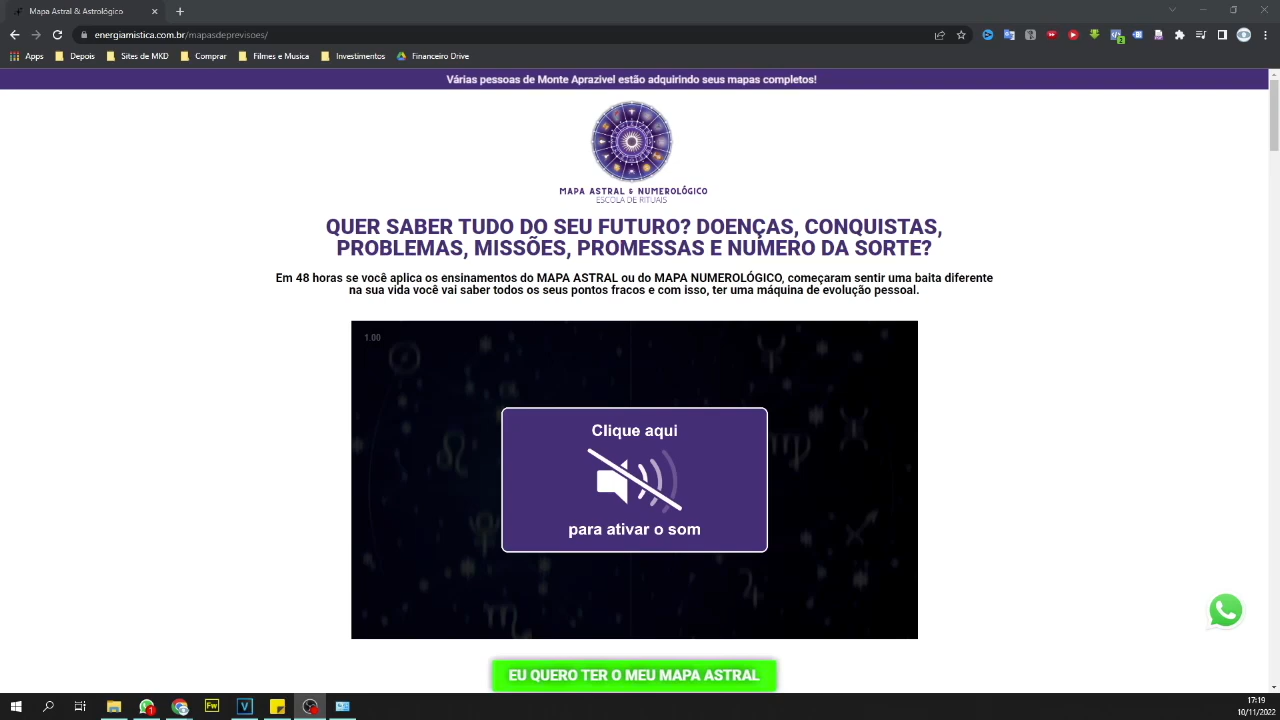 Mapa Astral & Numerológico
energiamistica.com.br/mapasdeprevisoes/
Apps Depois Sites de MKD Comprar Filmes e Musica Investimentos Financeiro Drive
Várias pessoas de Monte Aprazivel estão adquirindo seus mapas completos!
MAPA ASTRAL & NUMEROLÓGICO
ESCOLA DE RITUAIS
QUER SABER TUDO DO SEU FUTURO? DOENÇAS, CONQUISTAS,
PROBLEMAS, MISSÕES, PROMESSAS E NUMERO DA SORTE?
Em 48 horas se você aplica os ensinamentos do MAPA ASTRAL ou do MAPA NUMEROLÓGICO, começaram sentir uma baita diferente
na sua vida você vai saber todos os seus pontos fracos e com isso, ter uma máquina de evolução pessoal.
1.00
Clique aqui
para ativar o som
EU QUERO TER O MEU MAPA ASTRAL
Fw V
17:19
10/11/2022